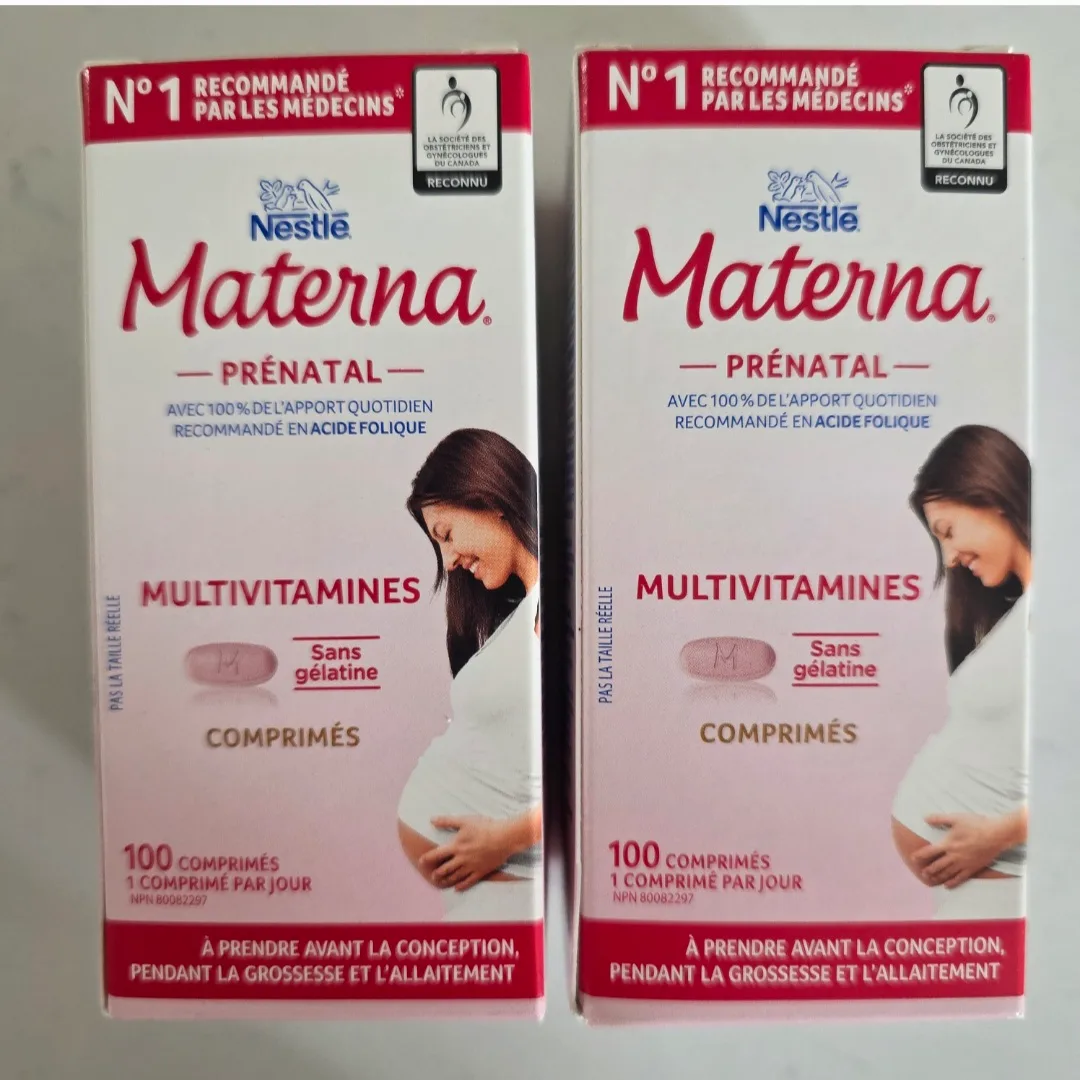 Nº 1 RECOMMANDÉ
PAR LES MÉDECINS*
LA SOCIÉTÉ DES
OBSTÉTRICIENS ET
GYNÉCOLOGUES
DU CANADA
RECONNU
Nestlé
Materna®
PRÉNATAL
AVEC 100 % DE L'APPORT QUOTIDIEN
RECOMMANDÉ EN ACIDE FOLIQUE
MULTIVITAMINES
PAS LA TAILLE RÉELLE
M
Sans
gélatine
COMPRIMÉS
100 COMPRIMÉS
1 COMPRIMÉ PAR JOUR
NPN 80082297
À PRENDRE AVANT LA CONCEPTION,
PENDANT LA GROSSESSE ET L'ALLAITEMENT
Nº 1 RECOMMANDÉ
PAR LES MÉDECINS*
LA SOCIÉTÉ DES
OBSTÉTRICIENS ET
GYNÉCOLOGUES
DU CANADA
RECONNU
Nestlé
Materna®
PRÉNATAL
AVEC 100 % DE L'APPORT QUOTIDIEN
RECOMMANDÉ EN ACIDE FOLIQUE
MULTIVITAMINES
PAS LA TAILLE RÉELLE
M
Sans
gélatine
COMPRIMÉS
100 COMPRIMÉS
1 COMPRIMÉ PAR JOUR
NPN 80082297
À PRENDRE AVANT LA CONCEPTION,
PENDANT LA GROSSESSE ET L'ALLAITEMENT